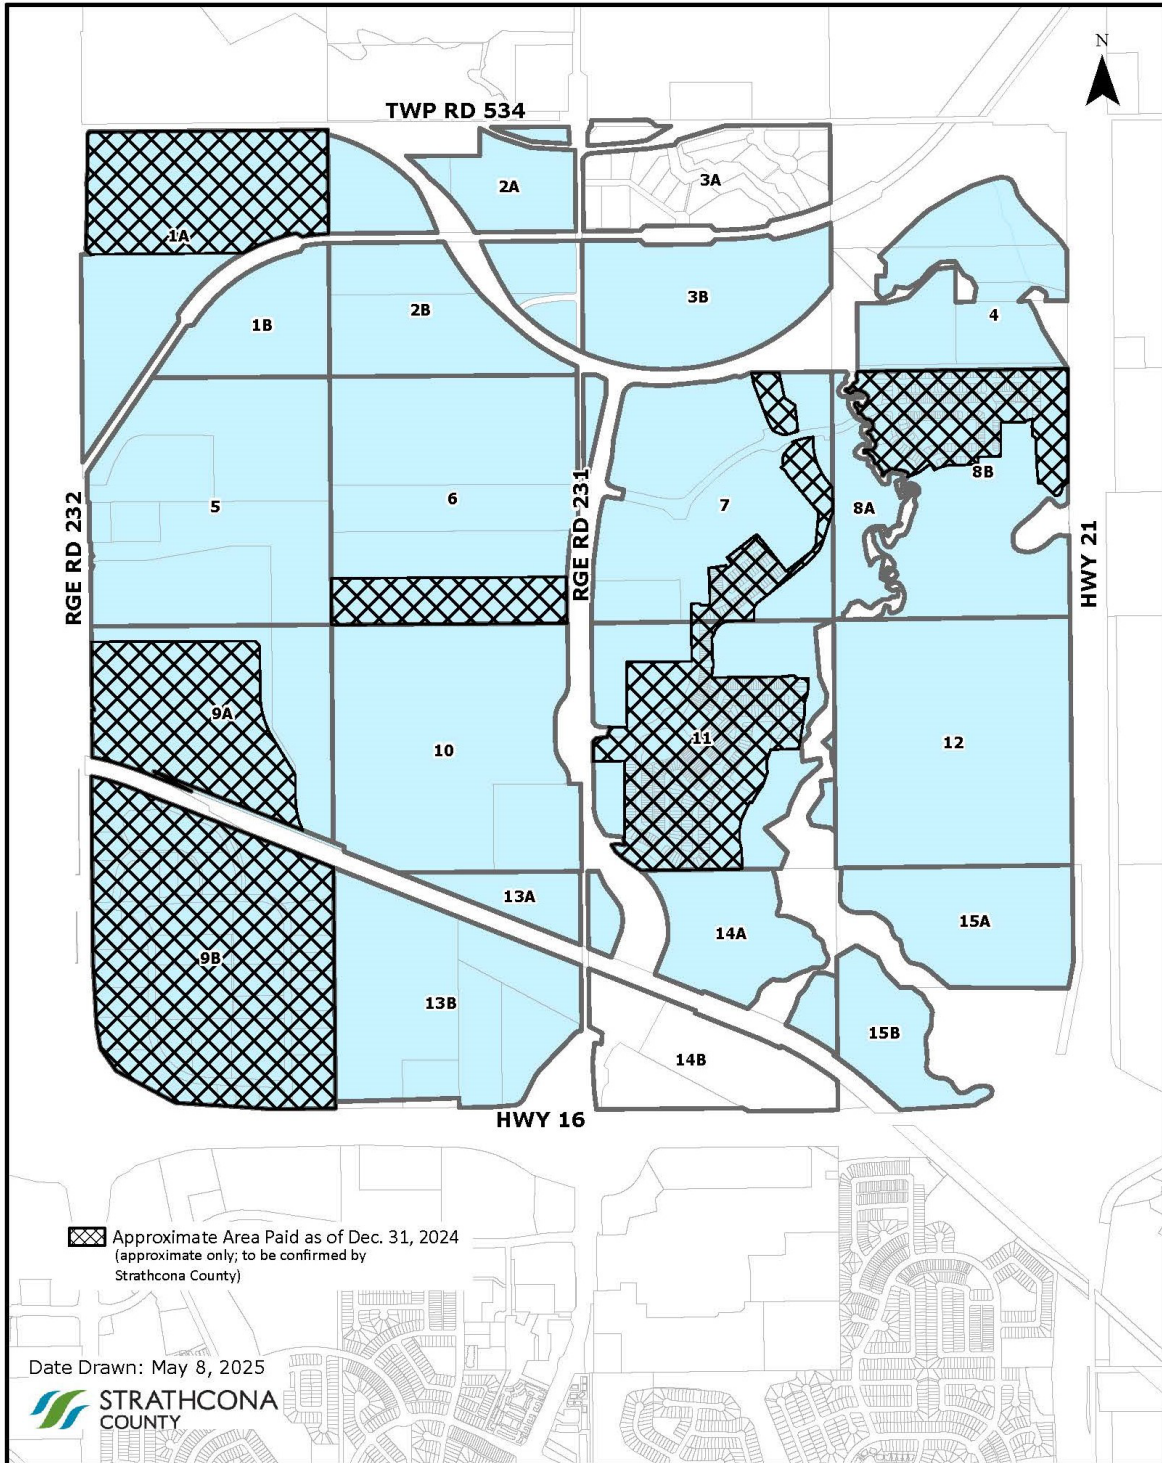 N
TWP RD 534
3A
2A
1A
3B
2B
4
1B
8B
6
7
5
8A
RGE RD 231
RGE RD 232
HWY 21
9A
11
12
10
13A
15A
14A
9B
13B
15B
14B
HWY 16
Approximate Area Paid as of Dec. 31, 2024
(approximate only; to be confirmed by
Strathcona County)
Date Drawn: May 8, 2025
STRATHCONA
COUNTY